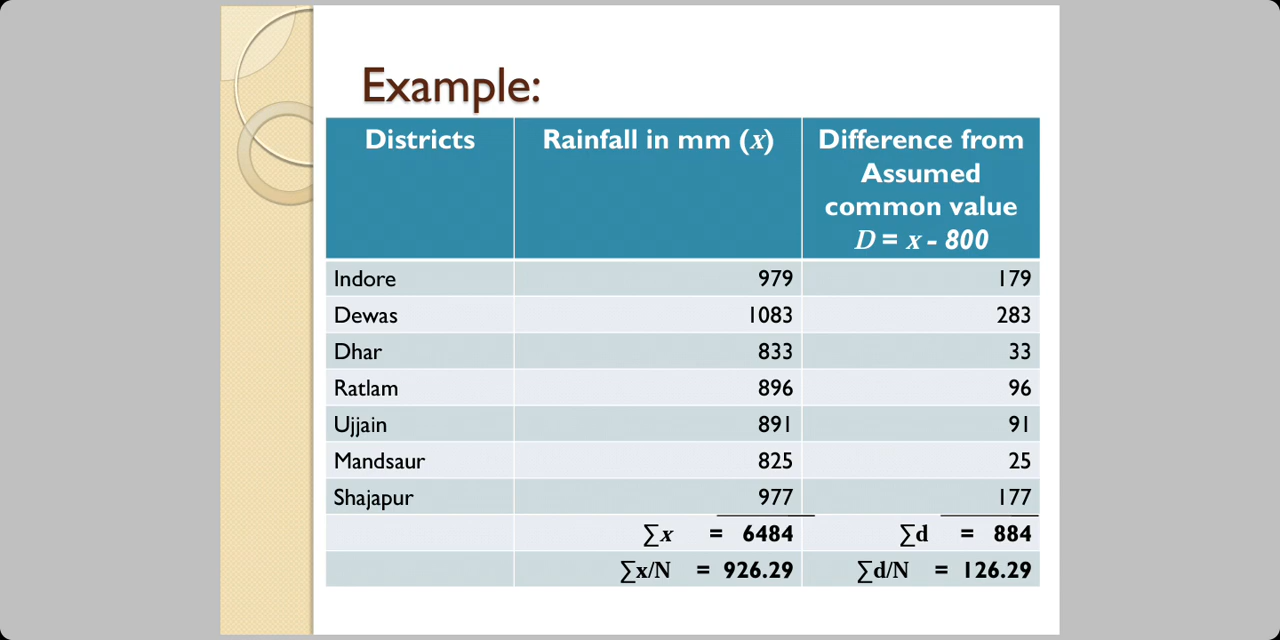 Example:
Districts Rainfall in mm (x) Difference from
Assumed
common value
D = x - 800
Indore 979 179
Dewas 1083 283
Dhar 833 33
Ratlam 896 96
Ujjain 891 91
Mandsaur 825 25
Shajapur 977 177
∑x = 6484 ∑d = 884
∑x/N = 926.29 ∑d/N = 126.29